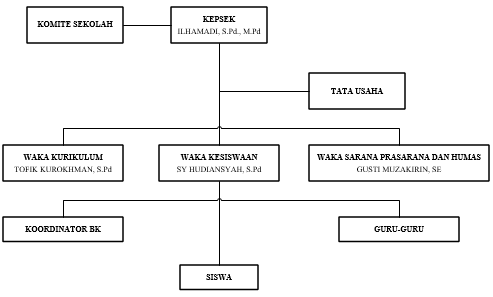 KOMITE SEKOLAH
KEPSEK
ILHAMADI, S.Pd., M.Pd
TATA USAHA
WAKA KURIKULUM
TOFIK KUROKHMAN, S.Pd
WAKA KESISWAAN
SY HUDIANSYAH, S.Pd
WAKA SARANA PRASARANA DAN HUMAS
GUSTI MUZAKIRIN, SE
KOORDINATOR BK
GURU-GURU
SISWA